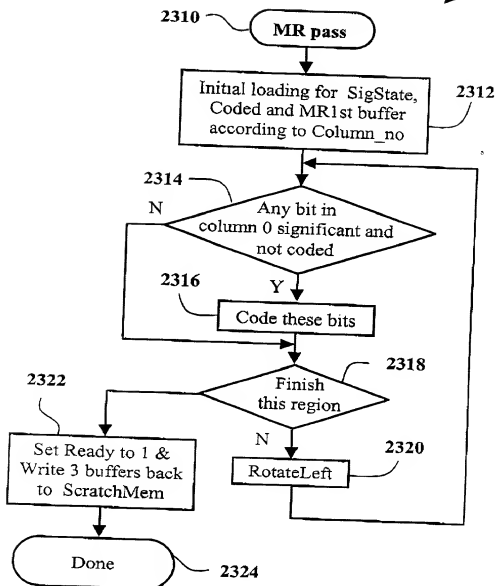 2310
MR pass
Initial loading for SigState,
Coded and MR1st buffer
according to Column_no
2312
2314
N
Any bit in
column 0 significant and
not coded
Y
2316
Code these bits
2318
Finish
this region
2322
N
2320
Set Ready to 1 &
Write 3 buffers back
to ScratchMem
RotateLeft
Done
2324